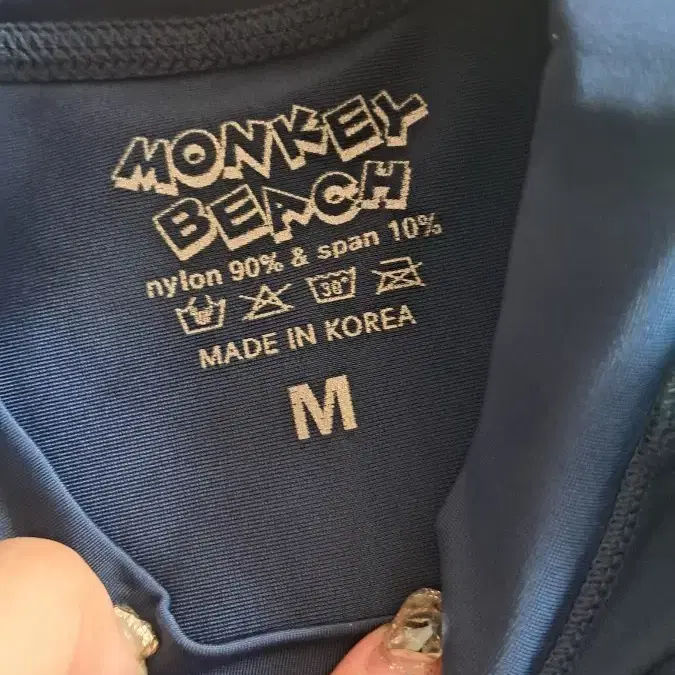 MONKEY
BEACH
nylon 90% & span 10%
30°
MADE IN KOREA
M